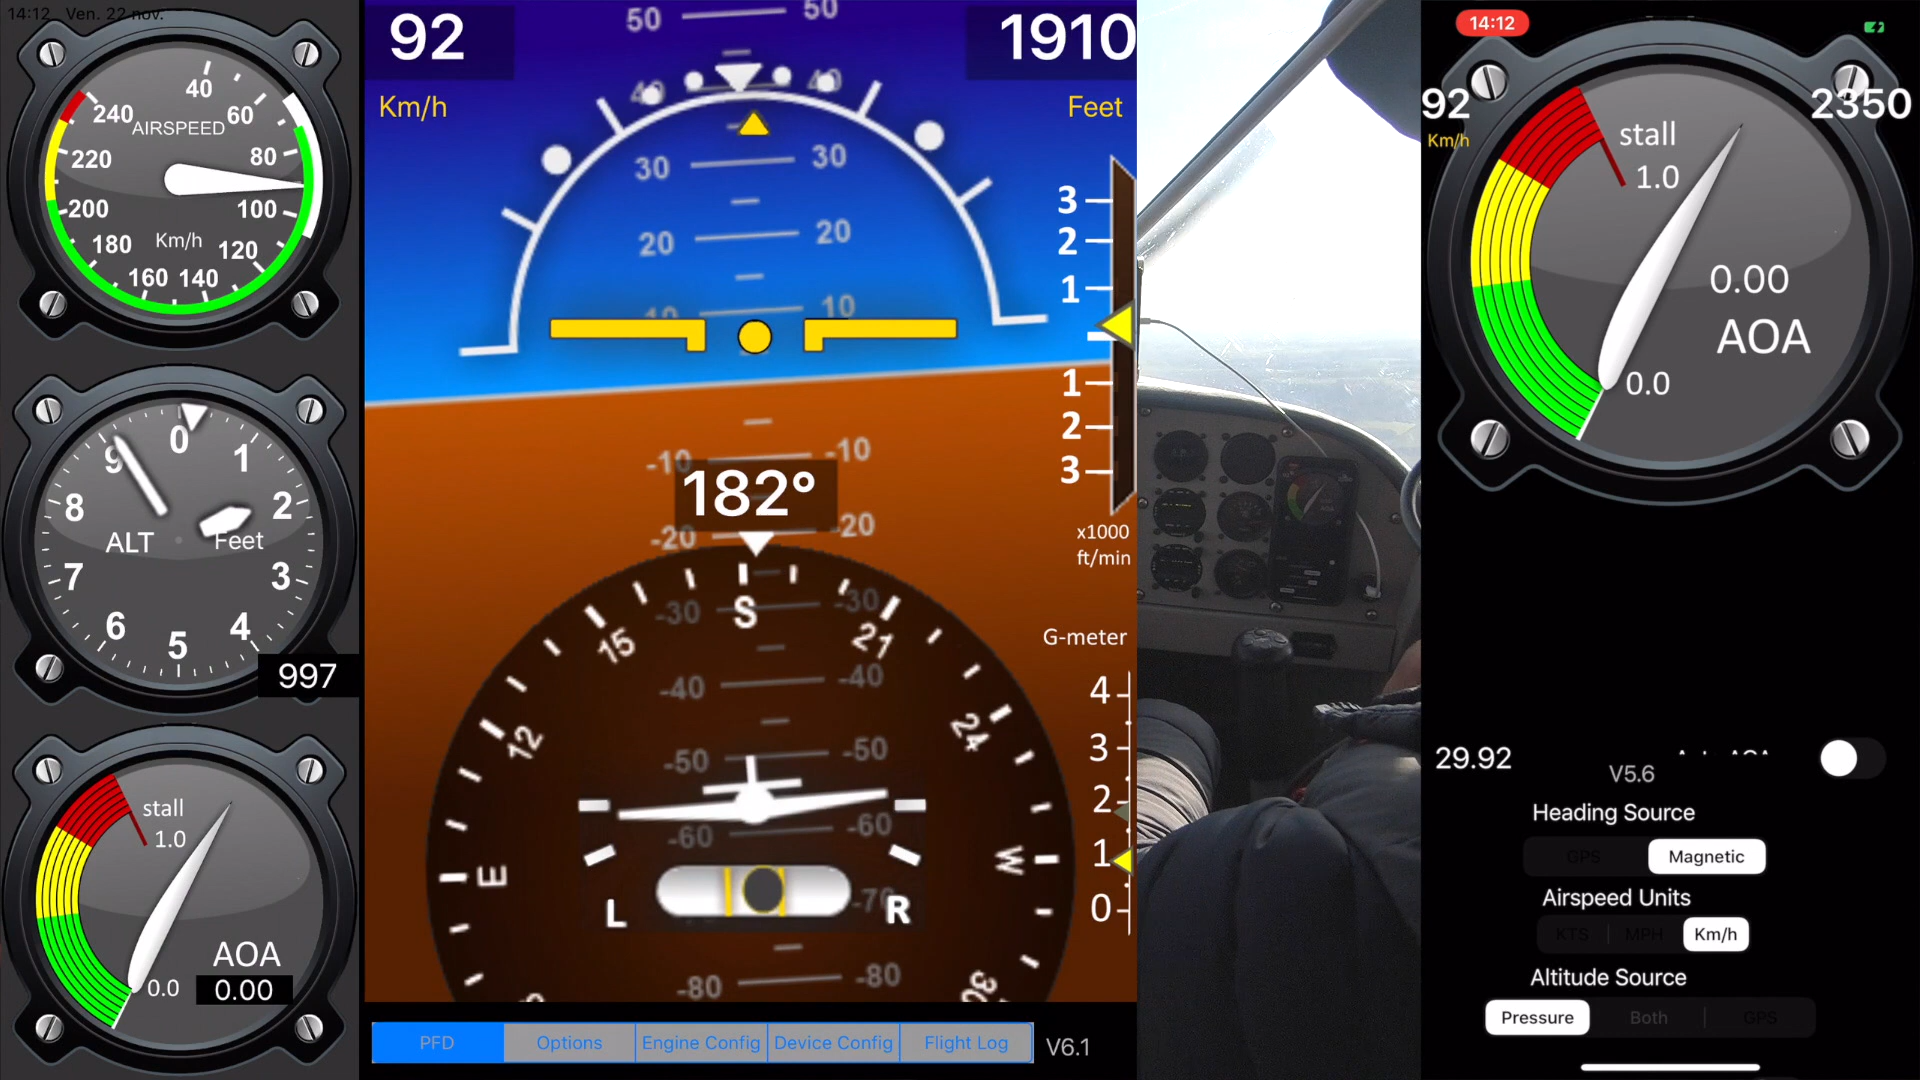 14:12 Ven. 22 nov.
40
60
80
100
120
140
160
180
200
220
240
AIRSPEED
Km/h
0
1
2
3
4
5
6
7
8
9
ALT
Feet
997
stall
1.0
AOA
0.0
0.00
92
Km/h
1910
Feet
50 50
40 40
30 30
20 20
10 10
-10 -10
182°
-20 -20
-30 -30
-40 -40
-50 -50
-60 -60
-70
-80 -80
3
2
1
1
2
3
x1000
ft/min
G-meter
4
3
2
1
0
S
15
21
12
24
E
W
30
L
R
PFD
Options
Engine Config
Device Config
Flight Log
V6.1
14:12
92
Km/h
2350
stall
1.0
0.00
AOA
0.0
29.92
V5.6
Heading Source
GPS
Magnetic
Airspeed Units
KTS
MPH
Km/h
Altitude Source
Pressure
Both
GPS